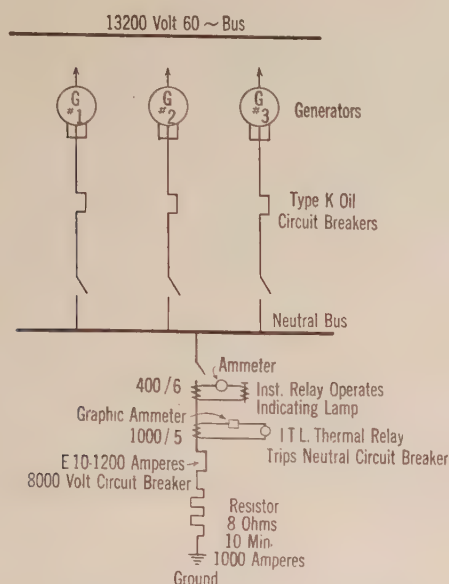 13200 Volt 60 ~ Bus
G
#1
G
#2
G
#3
Generators
Type K Oil
Circuit Breakers
Neutral Bus
Ammeter
400/6
Inst. Relay Operates
Indicating Lamp
Graphic Ammeter
1000/5
I T L. Thermal Relay
Trips Neutral Circuit Breaker
E 10-1200 Amperes
8000 Volt Circuit Breaker
Resistor
8 Ohms
10 Min.
1000 Amperes
Ground